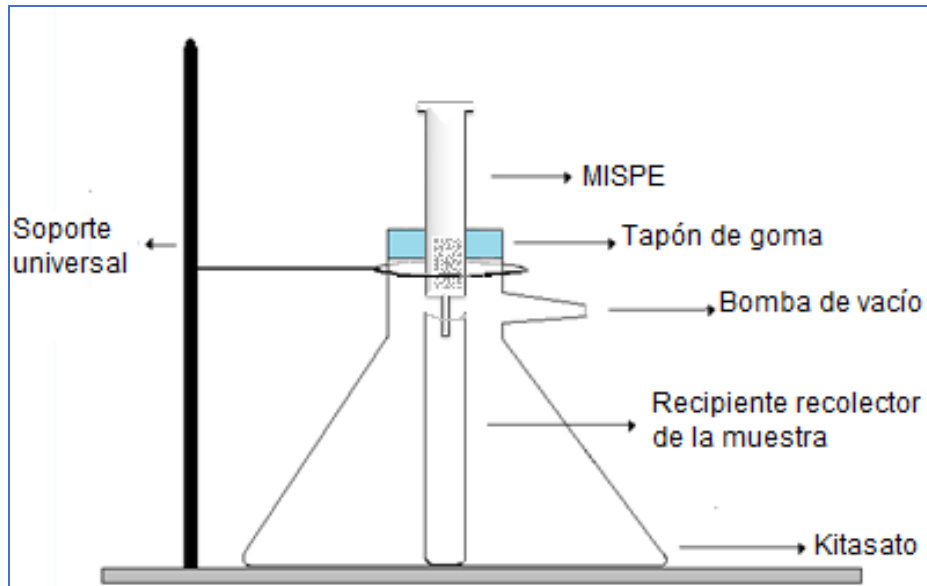 MISPE
Soporte
universal
Tapón de goma
Bomba de vacío
Recipiente recolector
de la muestra
Kitasato